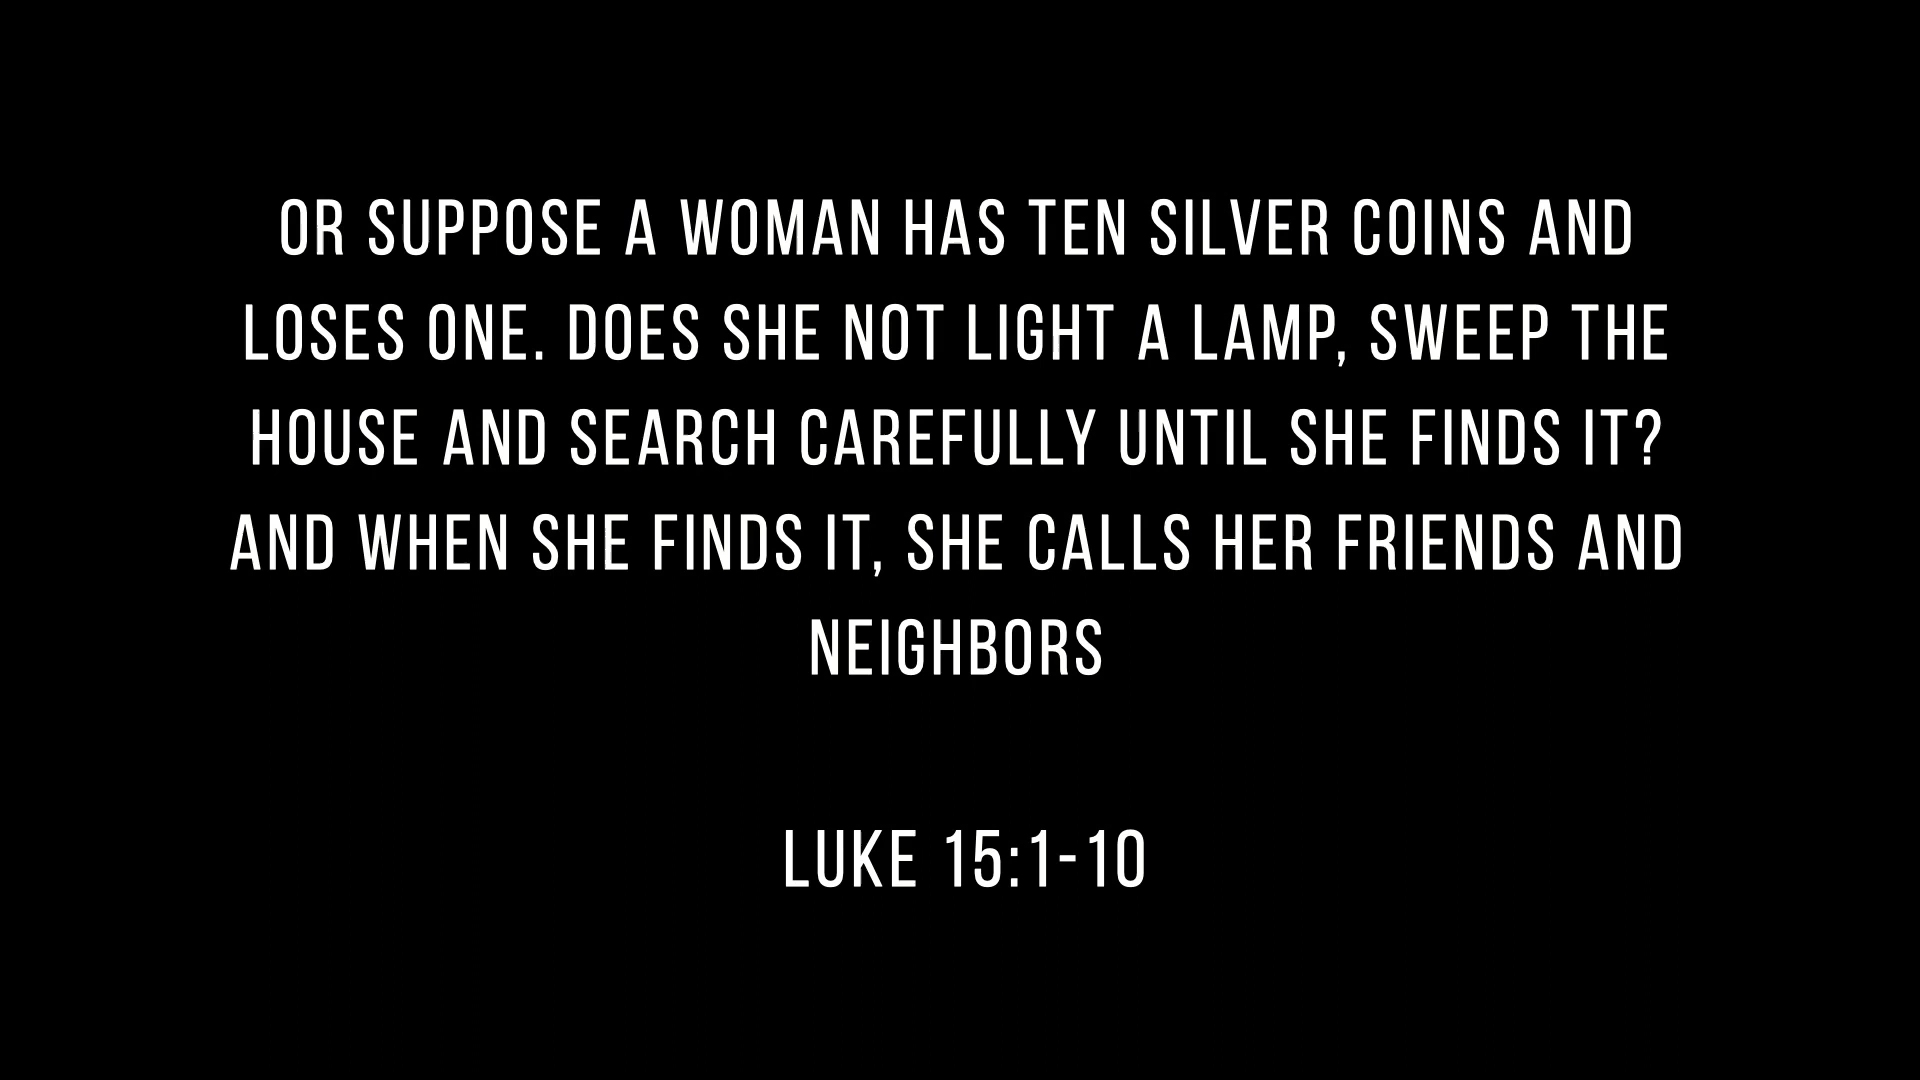 OR SUPPOSE A WOMAN HAS TEN SILVER COINS AND
LOSES ONE. DOES SHE NOT LIGHT A LAMP, SWEEP THE
HOUSE AND SEARCH CAREFULLY UNTIL SHE FINDS IT?
AND WHEN SHE FINDS IT, SHE CALLS HER FRIENDS AND
NEIGHBORS
LUKE 15:1-10